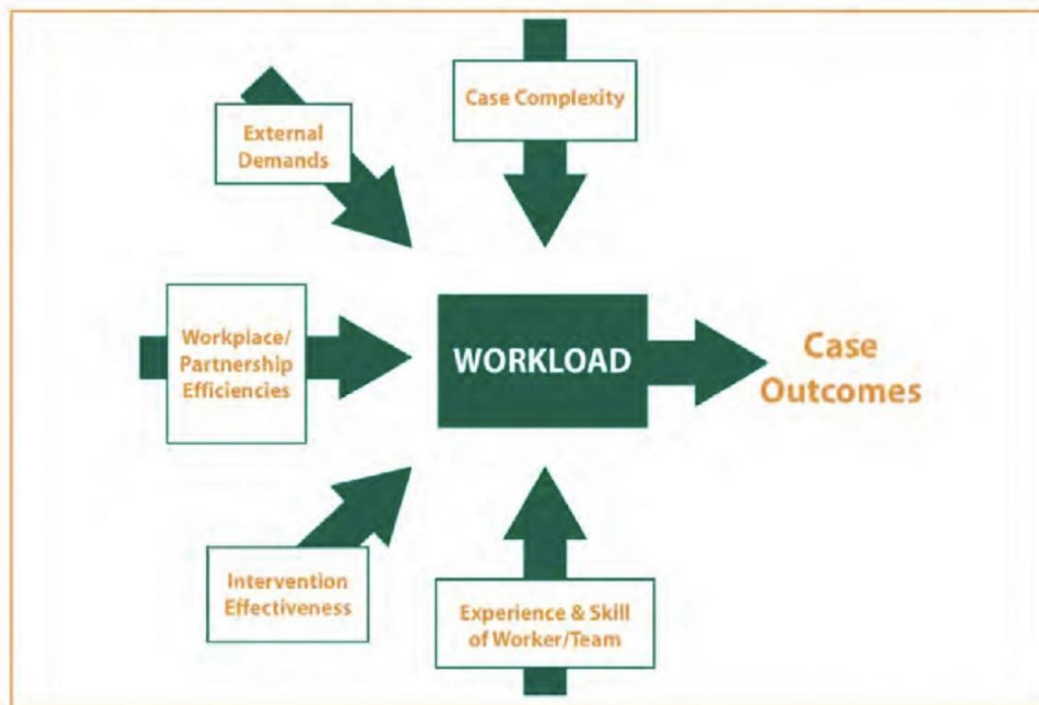 Case Complexity
External
Demands
Workplace/
Partnership
Efficiencies
WORKLOAD
Case
Outcomes
Intervention
Effectiveness
Experience & Skill
of Worker/Team